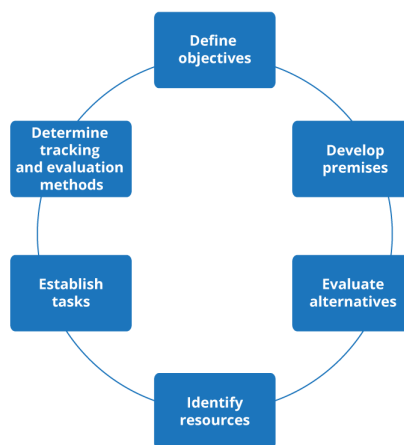 Define
objectives
Develop
premises
Evaluate
alternatives
Identify
resources
Establish
tasks
Determine
tracking
and evaluation
methods